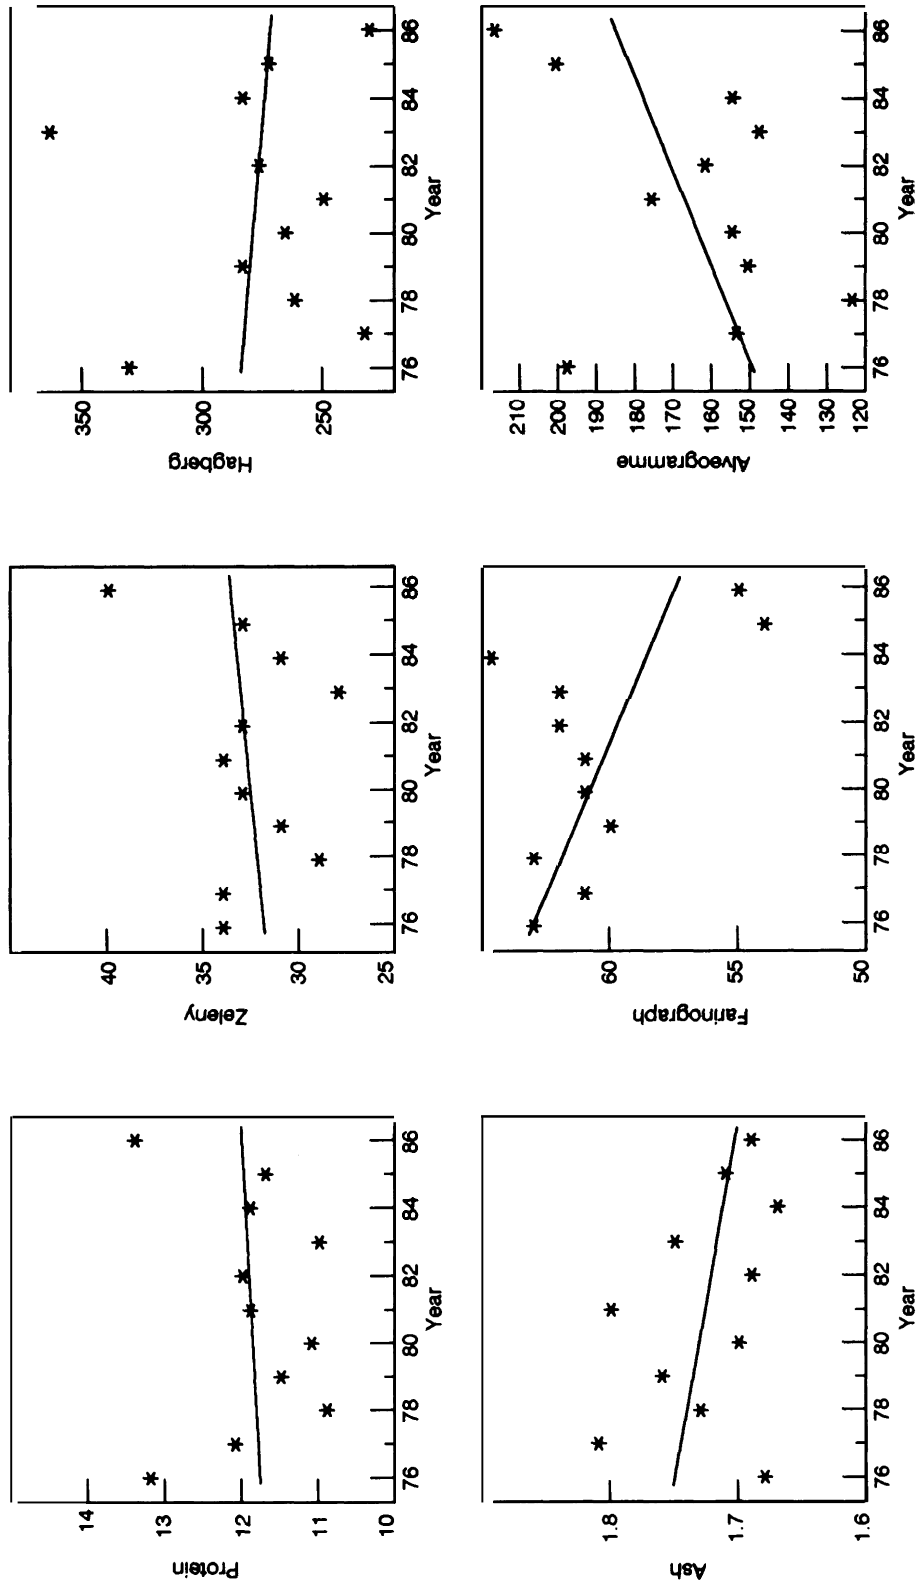 Protein
14
13
12
11
10
76 78 80 82 84 86
Year
Zeleny
40
35
30
25
76 78 80 82 84 86
Year
Hagberg
350
300
250
76 78 80 82 84 86
Year
Ash
1.8
1.7
1.6
76 78 80 82 84 86
Year
Farinograph
60
55
50
76 78 80 82 84 86
Year
Alveogramme
210
200
190
180
170
160
150
140
130
120
76 78 80 82 84 86
Year